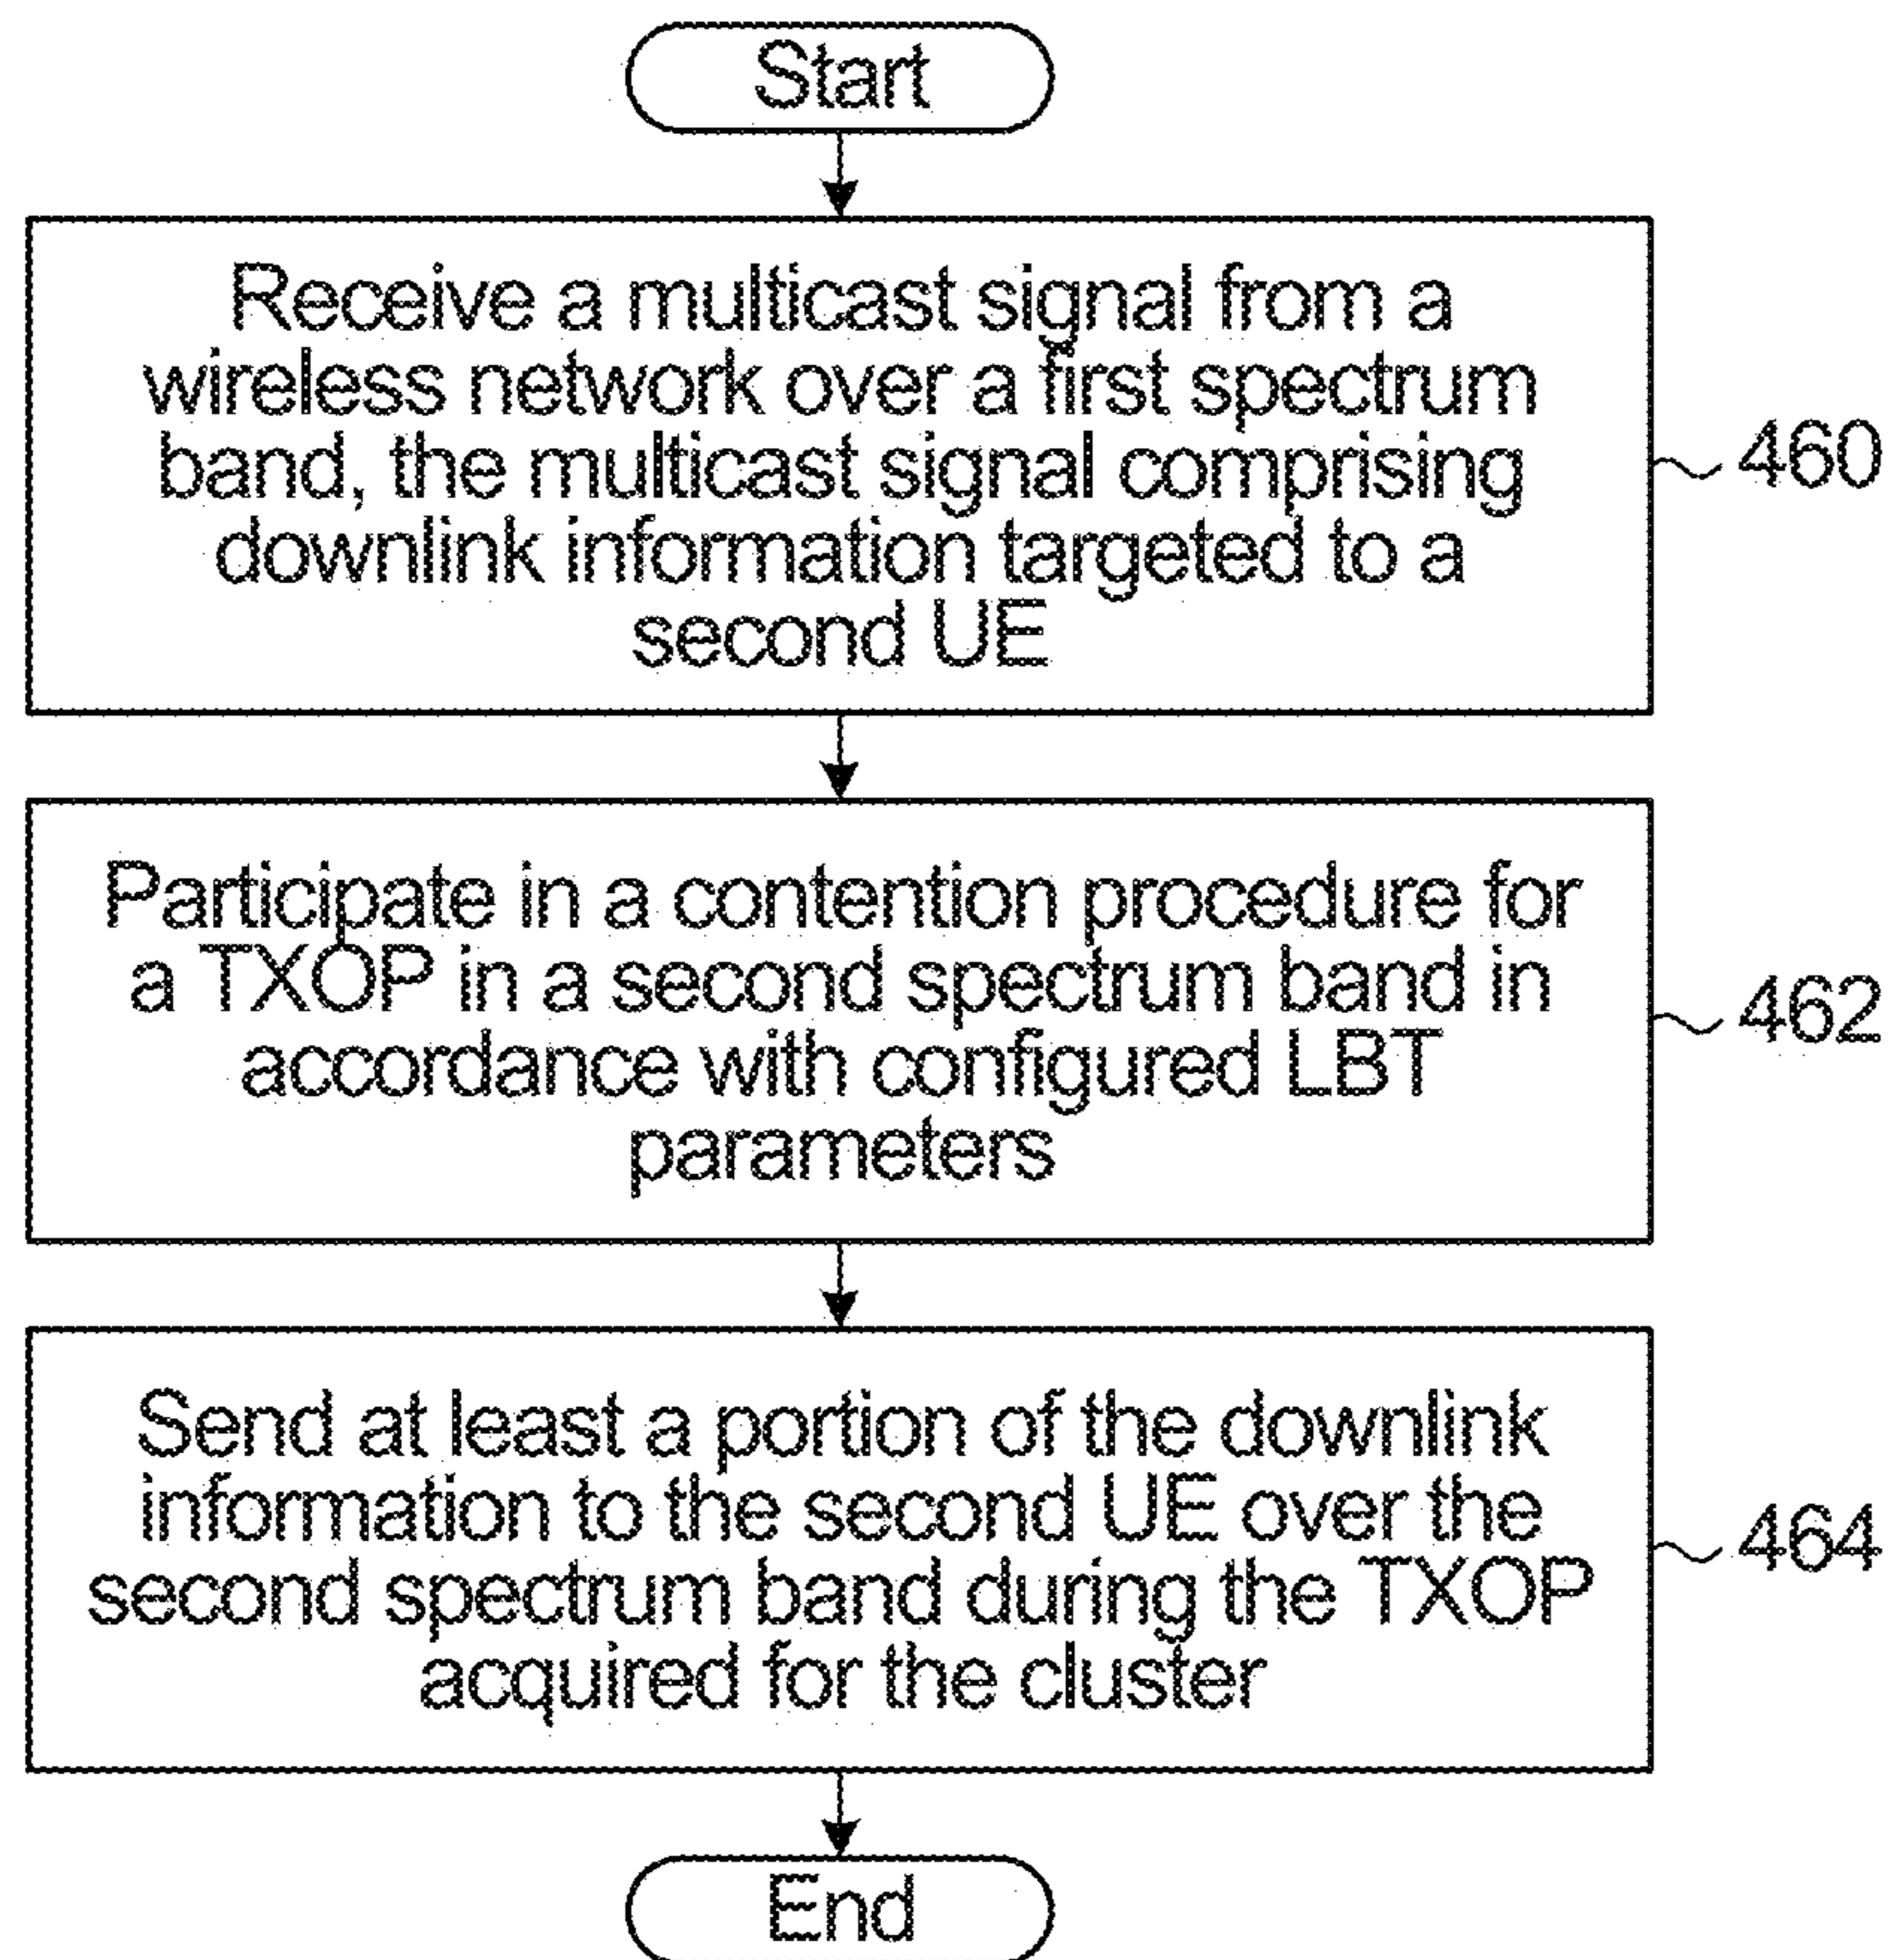 Start
Receive a multicast signal from a
wireless network over a first spectrum
band, the multicast signal comprising
downlink information targeted to a
second UE
460
Participate in a contention procedure for
a TXOP in a second spectrum band in
accordance with configured LBT
parameters
462
Send at least a portion of the downlink
information to the second UE over the
second spectrum band during the TXOP
acquired for the cluster
464
End